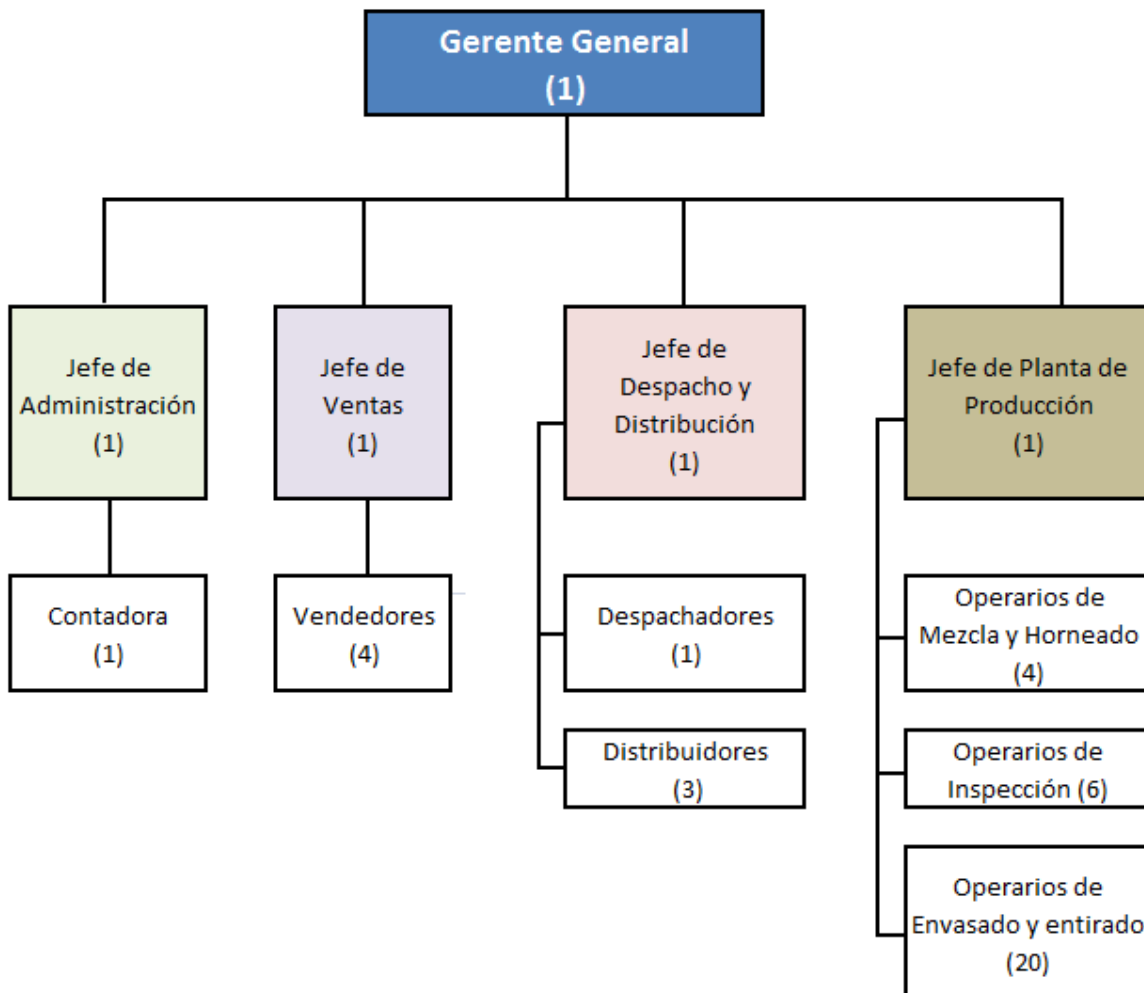 Gerente General
(1)
Jefe de
Administración
(1)
Jefe de
Ventas
(1)
Jefe de
Despacho y
Distribución
(1)
Jefe de Planta de
Producción
(1)
Contadora
(1)
Vendedores
(4)
Despachadores
(1)
Operarios de
Mezcla y Horneado
(4)
Distribuidores
(3)
Operarios de
Inspección (6)
Operarios de
Envasado y entirado
(20)